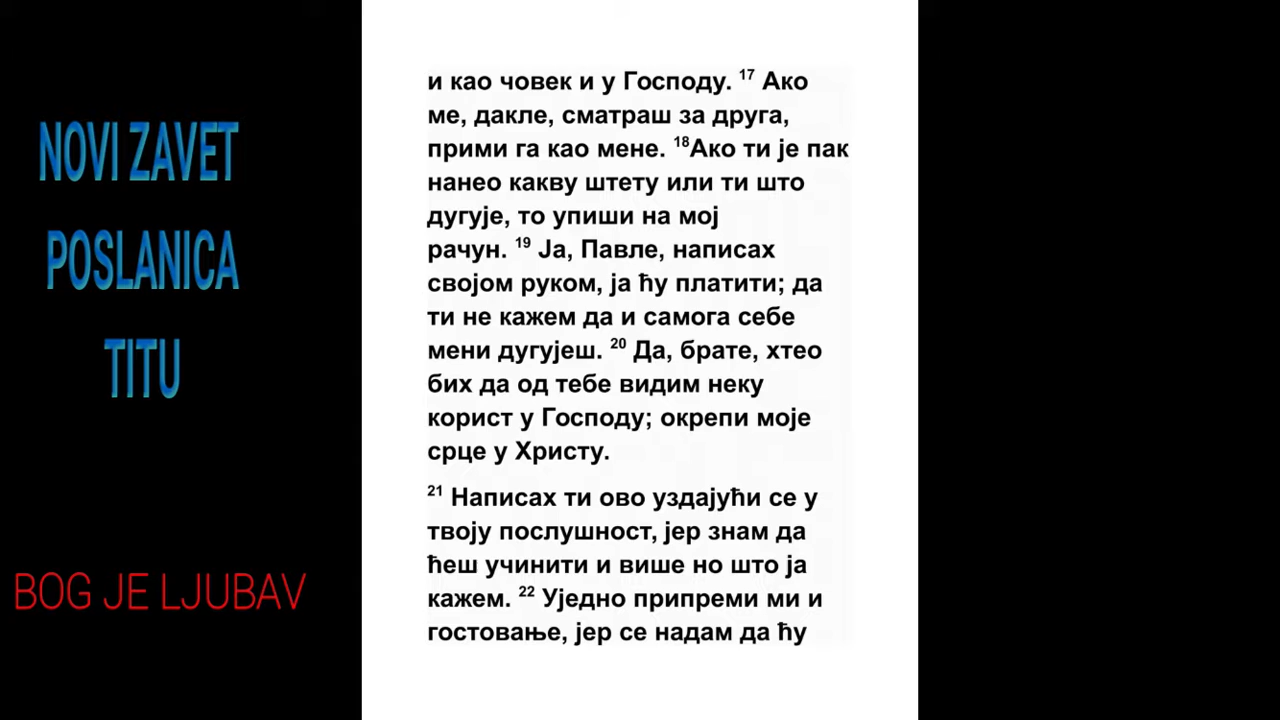 NOVI ZAVET
POSLANICA
TITU
BOG JE LJUBAV
и као човек и у Господу. 17 Ако
ме, дакле, сматраш за друга,
прими га као мене. 18Ако ти је пак
нанео какву штету или ти што
дугује, то упиши на мој
рачун. 19 Ја, Павле, написах
својом руком, ја ћу платити; да
ти не кажем да и самога себе
мени дугујеш. 20 Да, брате, хтео
бих да од тебе видим неку
корист у Господу; окрепи моје
срце у Христу.
21 Написах ти ово уздајући се у
твоју послушност, јер знам да
ћеш учинити и више но што ја
кажем. 22 Уједно припреми ми и
гостовање, јер се надам да ћу